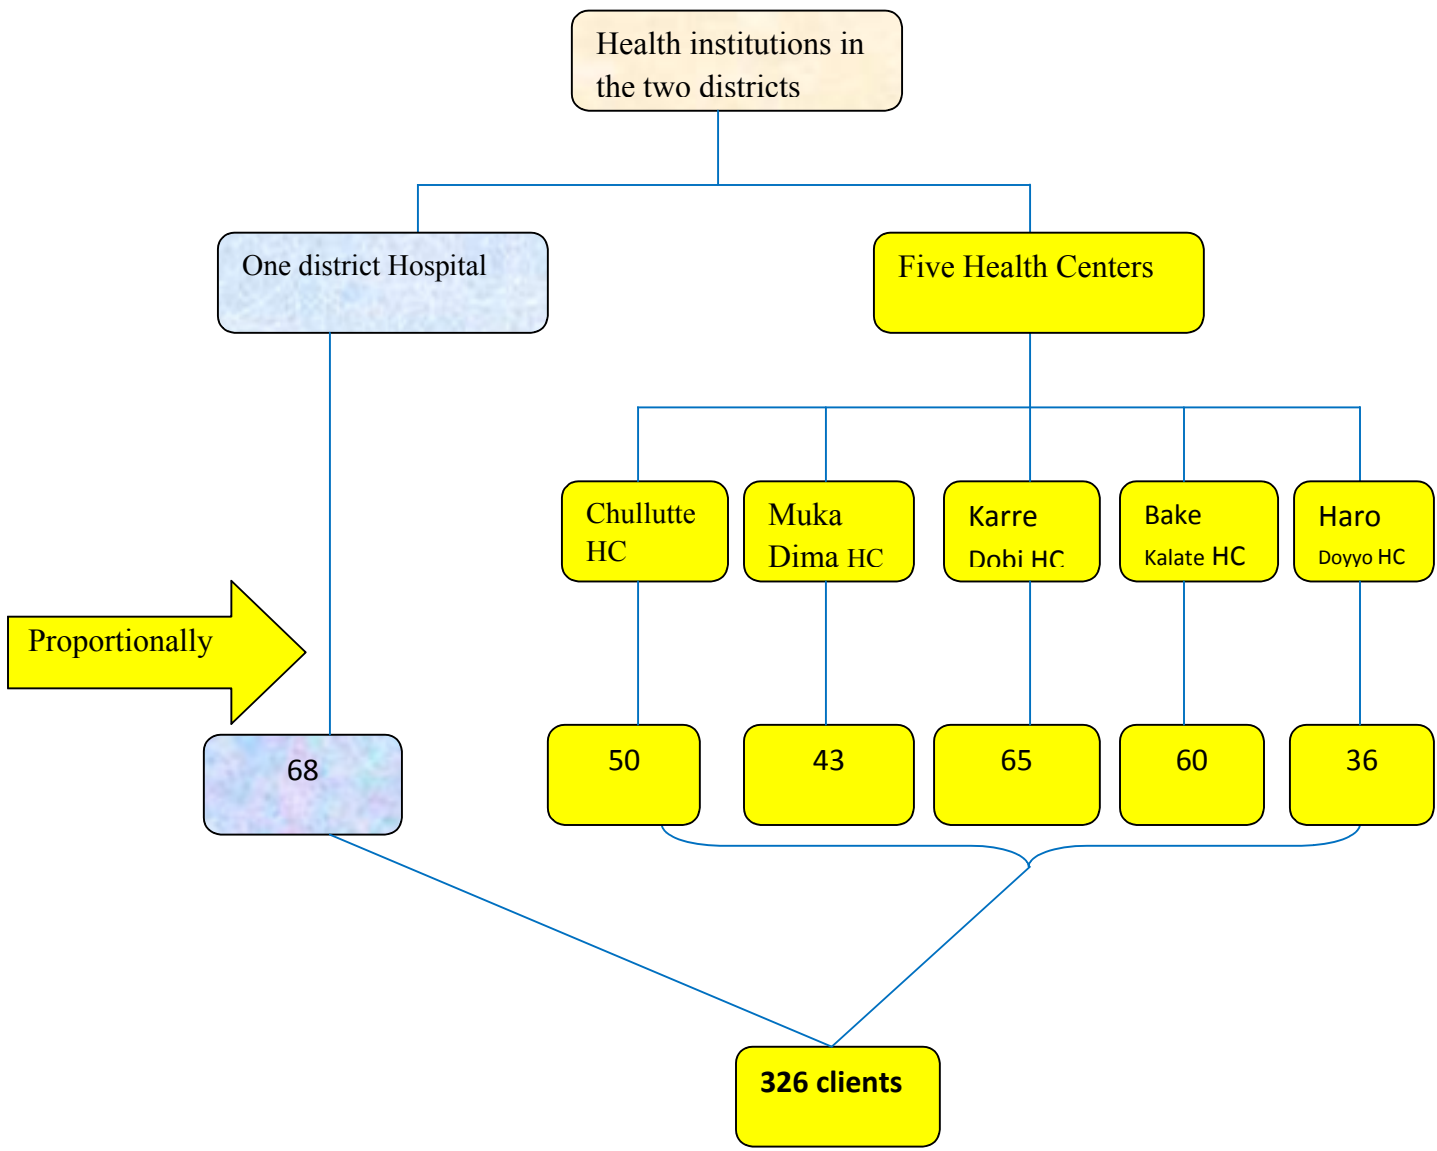 Health institutions in
the two districts
One district Hospital
Five Health Centers
Chullutte
HC
Muka
Dima HC
Karre
Dobi HC
Bake
Kalate HC
Haro
Doyyo HC
Proportionally
68
50
43
65
60
36
326 clients